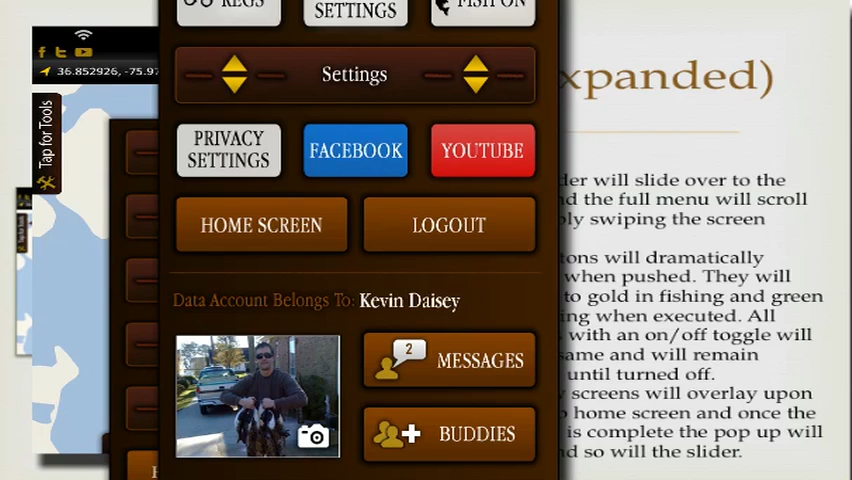 REGS
SETTINGS
FISH ON
36.852926, -75.97
Tap for Tools
Settings
xpanded)
PRIVACY
SETTINGS
FACEBOOK
YOUTUBE
HOME SCREEN
LOGOUT
Data Account Belongs To: Kevin Daisey
2
MESSAGES
BUDDIES
der will slide over to the
nd the full menu will scroll
ply swiping the screen
tons will dramatically
when pushed. They will
to gold in fishing and green
ing when executed. All
with an on/off toggle will
same and will remain
until turned off.
screens will overlay upon
home screen and once the
is complete the pop up will
nd so will the slider.